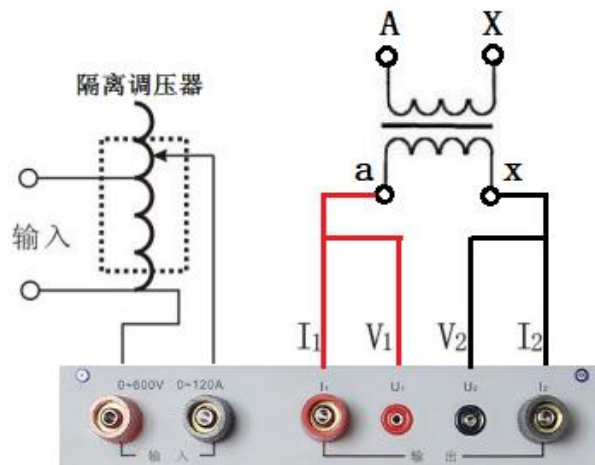 A X
隔离调压器
a x
输入
I₁ V₁ V₂ I₂
0~600V 0~120A I₁ U₁ U₂ I₂
输 入 输 出